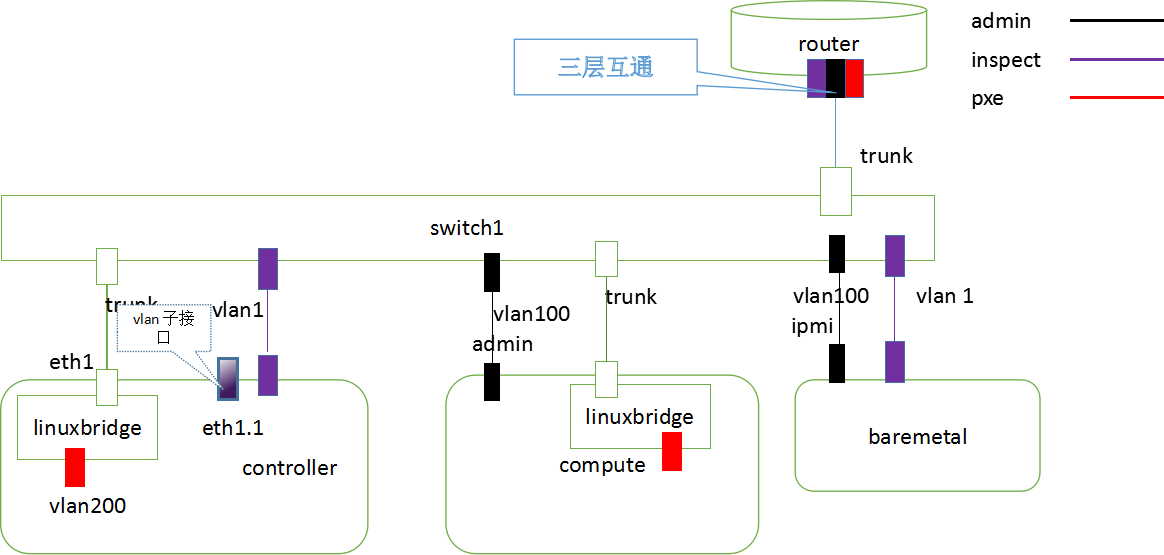 admin
router
inspect
三层互通
pxe
trunk
switch1
trunk
vlan1
vlan 子接
口
vlan100
admin
trunk
vlan100
ipmi
vlan 1
eth1
linuxbridge
eth1.1
controller
vlan200
linuxbridge
compute
baremetal